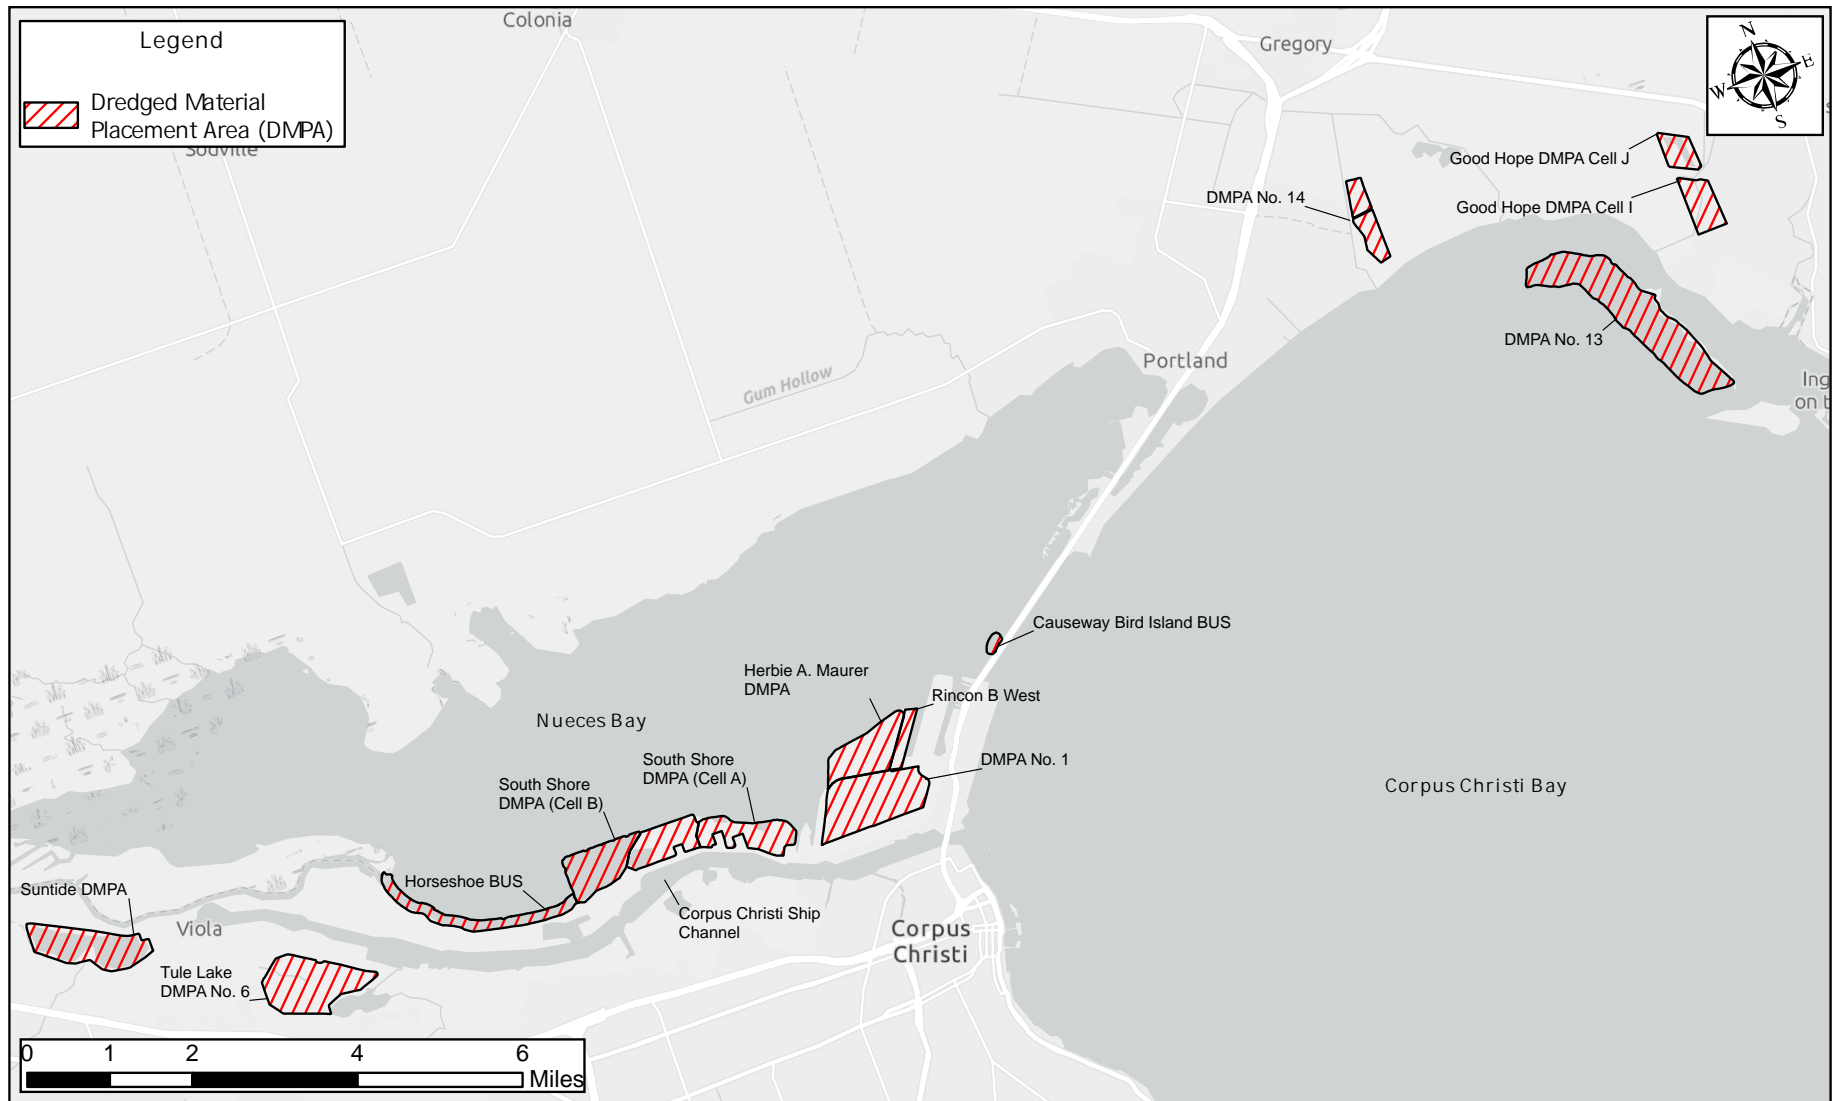 Colonia
Legend
Dredged Material
Placement Area (DMPA)
Sodville
Gregory
N
E
W
S
Good Hope DMPA Cell J
DMPA No. 14
Good Hope DMPA Cell I
DMPA No. 13
Portland
Ing
on t
Gum Hollow
Causeway Bird Island BUS
Herbie A. Maurer
DMPA
Rincon B West
Nueces Bay
South Shore
DMPA (Cell A)
DMPA No. 1
South Shore
DMPA (Cell B)
Corpus Christi Bay
Suntide DMPA
Horseshoe BUS
Viola
Corpus Christi Ship
Channel
Corpus
Christi
Tule Lake
DMPA No. 6
0 1 2 4 6
Miles